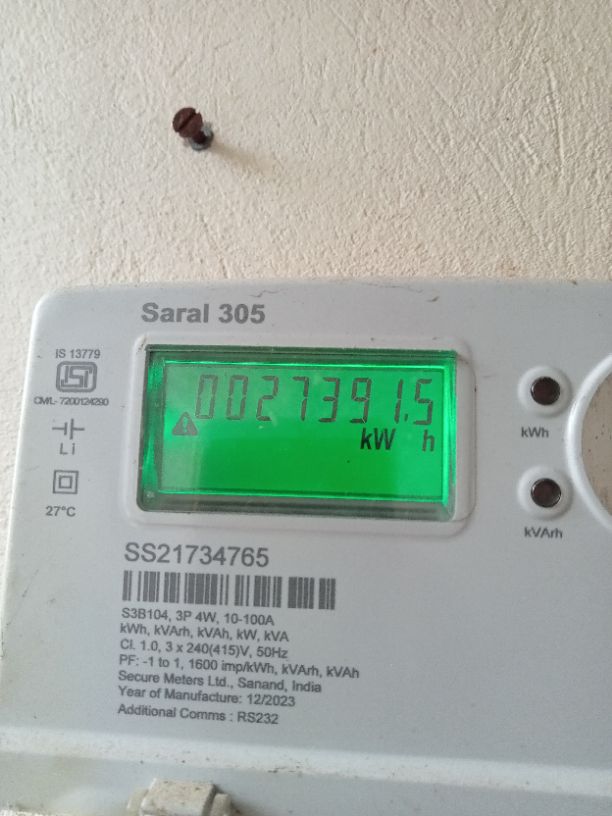 Saral 305
IS 13779
ISI
CM/L- 7200124290
Li
27°C
0027391.5
kW h
kWh
kVArh
SS21734765
S3B104, 3P 4W, 10-100A
kWh, kVArh, kVAh, kW, kVA
Cl. 1.0, 3 x 240(415)V, 50Hz
PF: -1 to 1, 1600 imp/kWh, kVArh, kVAh
Secure Meters Ltd., Sanand, India
Year of Manufacture: 12/2023
Additional Comms : RS232